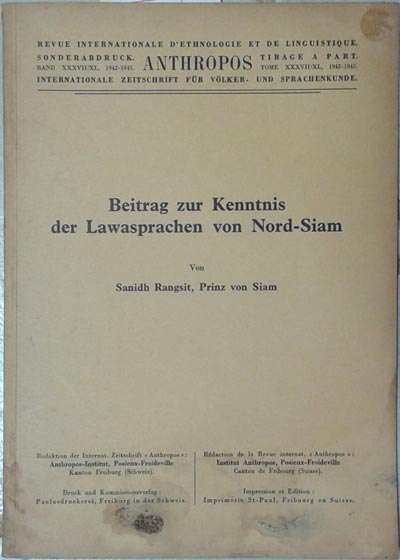 REVUE INTERNATIONALE D'ETHNOLOGIE ET DE LINGUISTIQUE.
SONDERABDRUCK. ANTHROPOS TIRAGE A PART.
BAND XXXVII/XL, 1942-1945. TOME XXXVII/XL, 1942-1945.
INTERNATIONALE ZEITSCHRIFT FÜR VÖLKER- UND SPRACHENKUNDE.
Beitrag zur Kenntnis
der Lawasprachen von Nord-Siam
Von
Sanidh Rangsit, Prinz von Siam
Redaktion der Internat. Zeitschrift « Anthropos » :
Anthropos-Institut, Posieux-Froideville
Kanton Freiburg (Schweiz).
Druck und Kommissionsverlag :
Paulusdruckerei, Freiburg in der Schweiz.
Rédaction de la Revue internat. « Anthropos » :
Institut Anthropos, Posieux-Froideville
Canton de Fribourg (Suisse).
Impression et Edition :
Imprimerie St-Paul, Fribourg en Suisse.